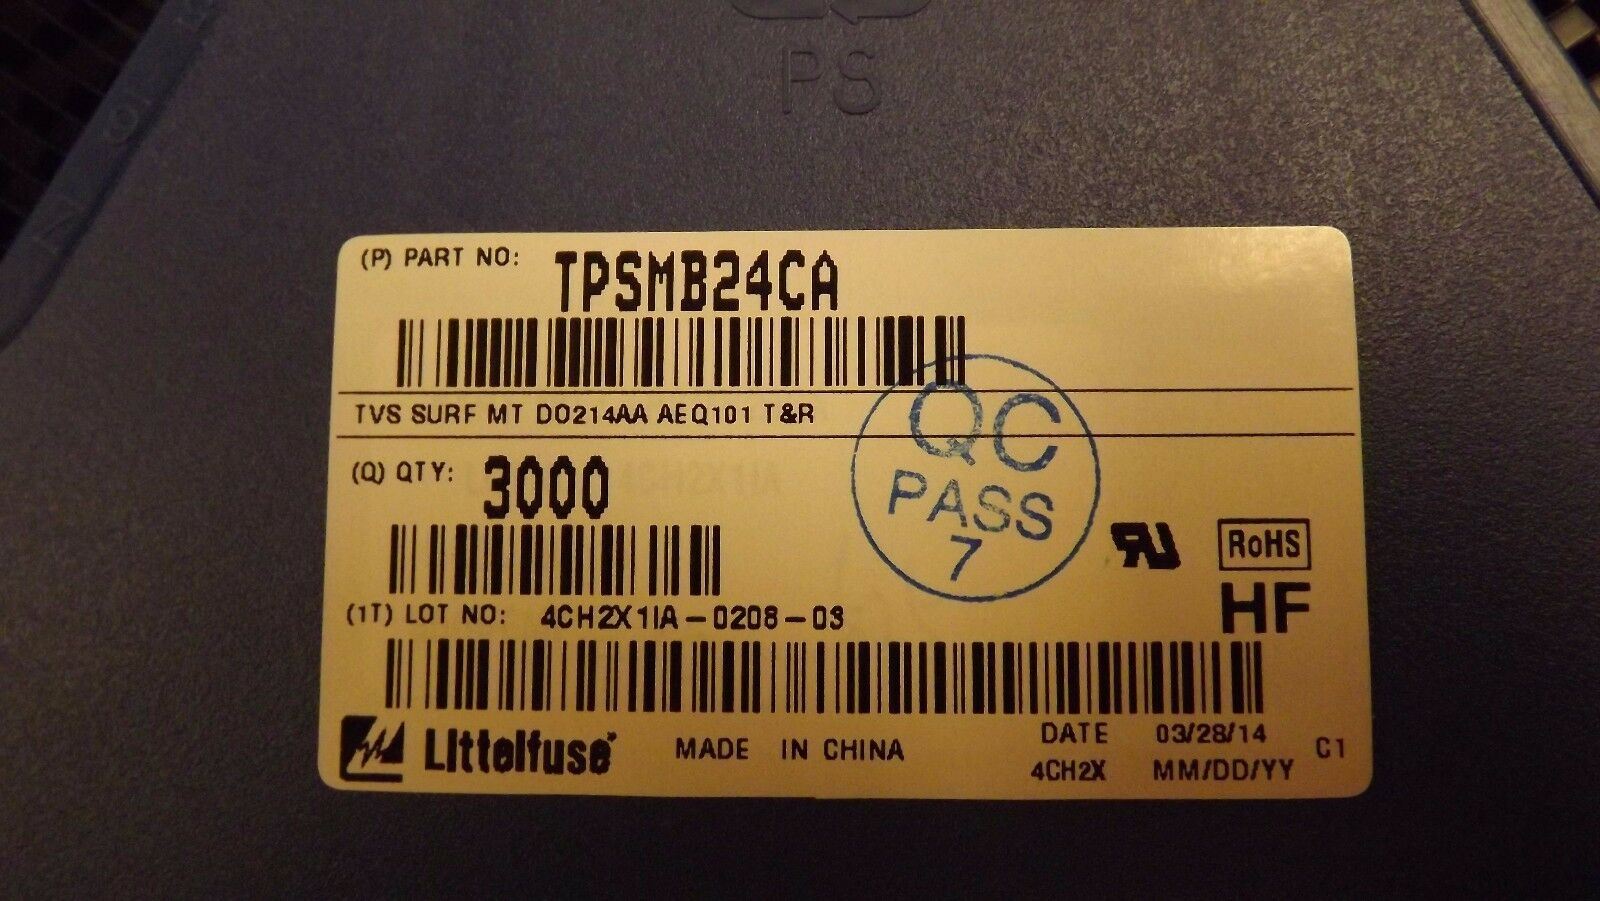 PS
(P) PART NO: TPSMB24CA
TVS SURF MT DO214AA AEQ101 T&R
(Q) QTY: 3000
QC
PASS
7
RU
RoHS
HF
(1T) LOT NO: 4CH2X1IA-0208-03
Littelfuse MADE IN CHINA
DATE 03/28/14
4CH2X MM/DD/YY
C1